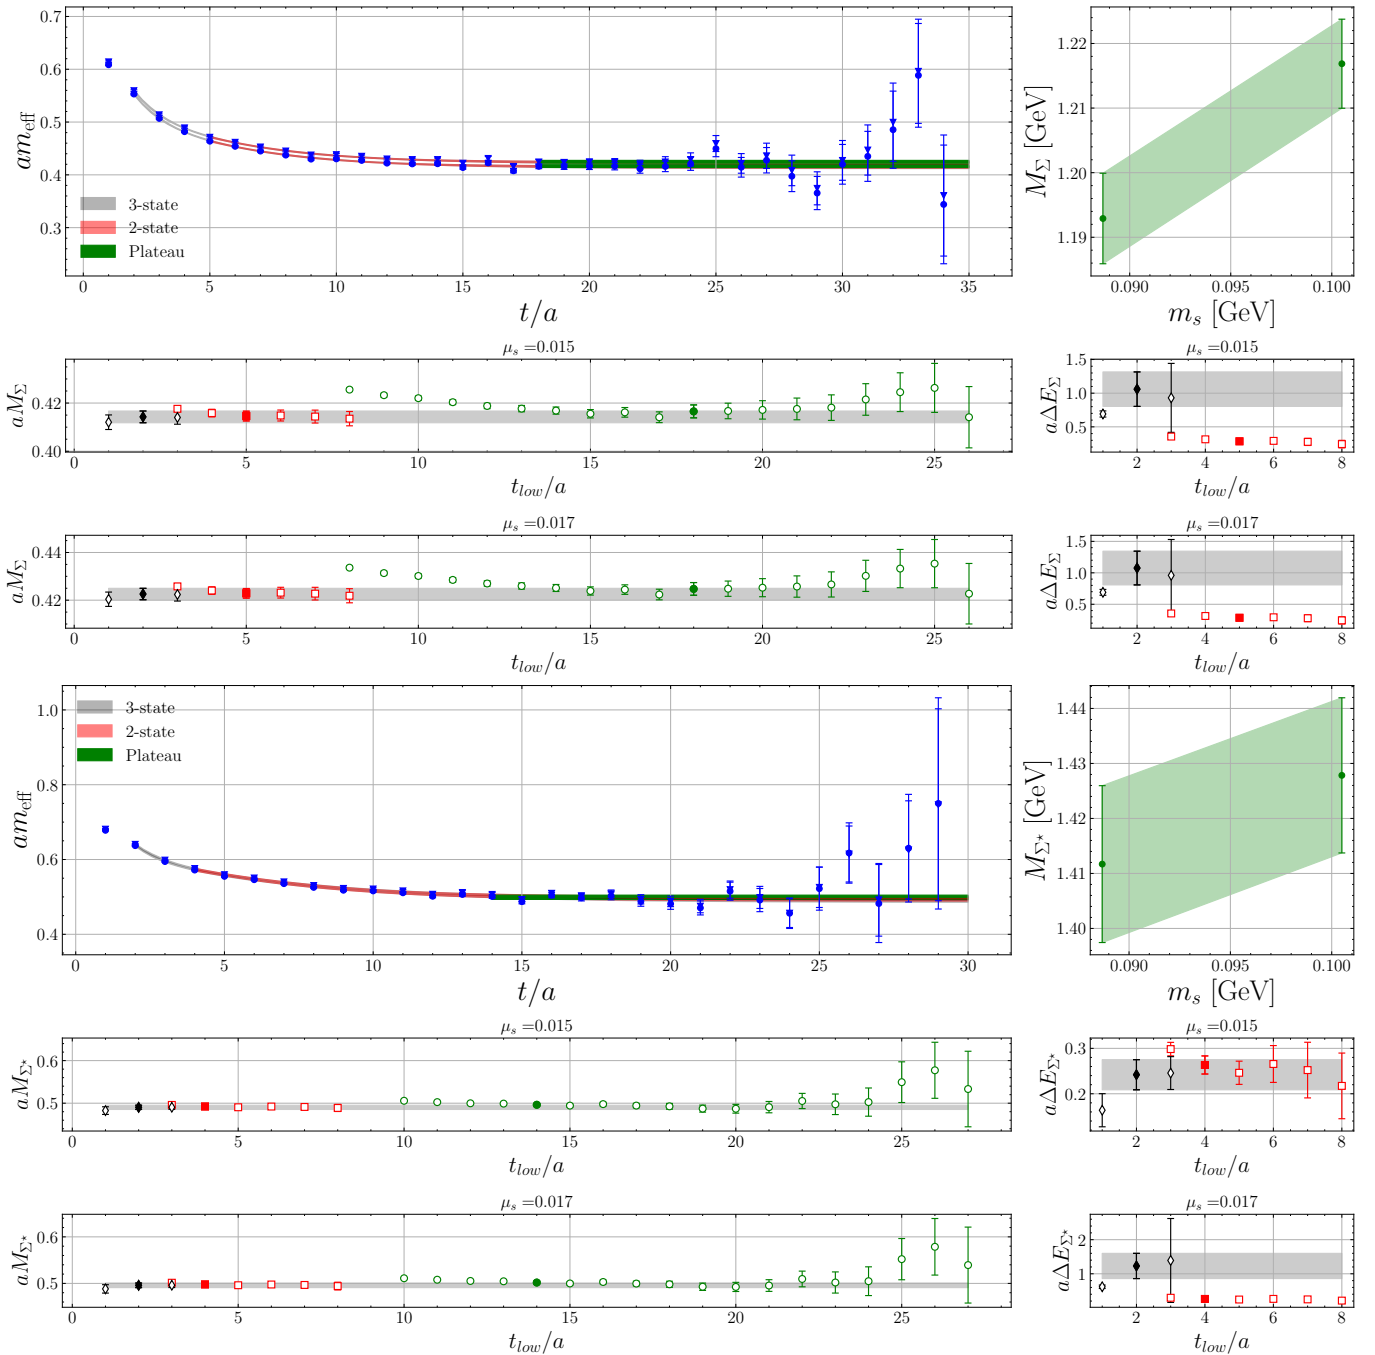 0.7
0.6
0.5
0.4
0.3
am_eff
3-state
2-state
Plateau
0 5 10 15 20 25 30 35
t/a
1.22
1.21
1.20
1.19
M_Σ [GeV]
0.090 0.095 0.100
m_s [GeV]
μ_s =0.015
0.42
0.40
aM_Σ
0 5 10 15 20 25
t_low/a
μ_s =0.015
1.5
1.0
0.5
aΔE_Σ
2 4 6 8
t_low/a
μ_s =0.017
0.44
0.42
aM_Σ
0 5 10 15 20 25
t_low/a
μ_s =0.017
1.5
1.0
0.5
aΔE_Σ
2 4 6 8
t_low/a
1.0
0.8
0.6
0.4
am_eff
3-state
2-state
Plateau
0 5 10 15 20 25 30
t/a
1.44
1.43
1.42
1.41
1.40
M_Σ⋆ [GeV]
0.090 0.095 0.100
m_s [GeV]
μ_s =0.015
0.6
0.5
aM_Σ⋆
0 5 10 15 20 25
t_low/a
μ_s =0.015
0.3
0.2
aΔE_Σ⋆
2 4 6 8
t_low/a
μ_s =0.017
0.6
0.5
aM_Σ⋆
0 5 10 15 20 25
t_low/a
μ_s =0.017
2
1
aΔE_Σ⋆
2 4 6 8
t_low/a